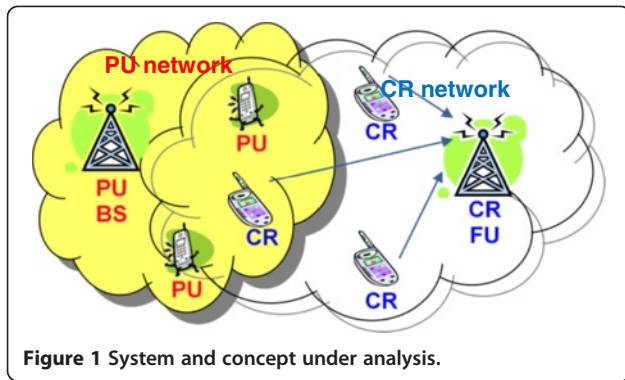 PU network
CR network
CR
PU
PU
BS
CR
FU
CR
PU
CR
Figure 1 System and concept under analysis.